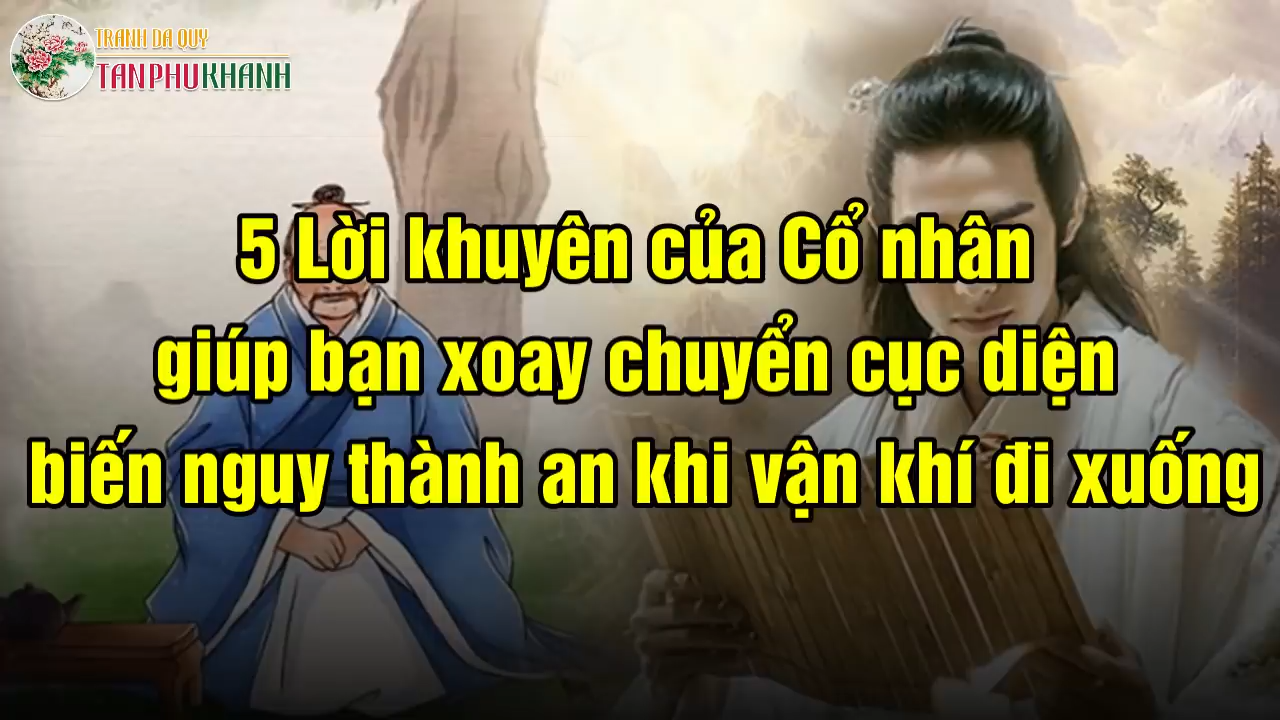 TRANH DA QUY
TANPHUKHANH
5 Lời khuyên của Cổ nhân
giúp bạn xoay chuyển cục diện
biến nguy thành an khi vận khí đi xuống